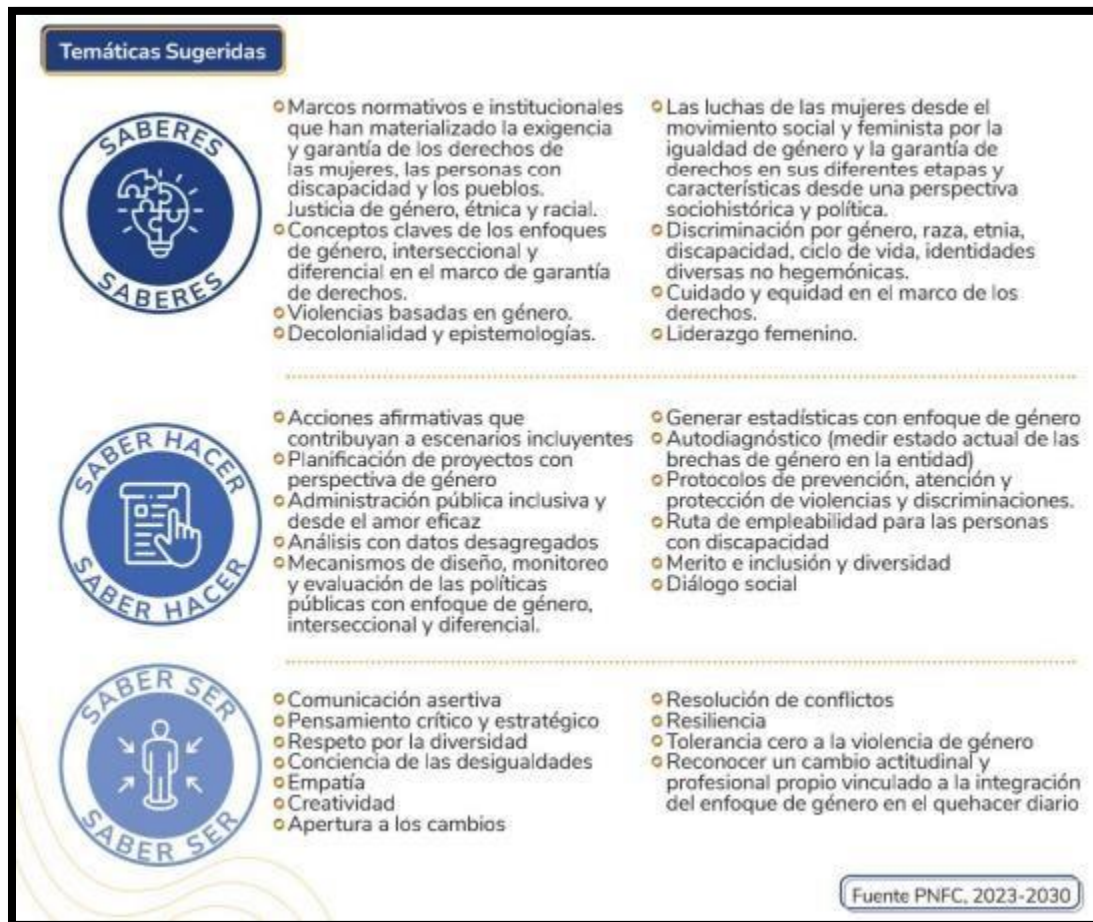 Temáticas Sugeridas
SABERES
SABERES
Marcos normativos e institucionales
que han materializado la exigencia
y garantía de los derechos de
las mujeres, las personas con
discapacidad y los pueblos.
Justicia de género, étnica y racial.
Conceptos claves de los enfoques
de género, interseccional y
diferencial en el marco de garantía
de derechos.
Violencias basadas en género.
Decolonialidad y epistemologías.
Las luchas de las mujeres desde el
movimiento social y feminista por la
igualdad de género y la garantía de
derechos en sus diferentes etapas y
características desde una perspectiva
sociohistórica y política.
Discriminación por género, raza, etnia,
discapacidad, ciclo de vida, identidades
diversas no hegemónicas.
Cuidado y equidad en el marco de los
derechos.
Liderazgo femenino.
SABER HACER
SABER HACER
Acciones afirmativas que
contribuyan a escenarios incluyentes
Planificación de proyectos con
perspectiva de género
Administración pública inclusiva y
desde el amor eficaz
Análisis con datos desagregados
Mecanismos de diseño, monitoreo
y evaluación de las políticas
públicas con enfoque de género,
interseccional y diferencial.
Generar estadísticas con enfoque de género
Autodiagnóstico (medir estado actual de las
brechas de género en la entidad)
Protocolos de prevención, atención y
protección de violencias y discriminaciones.
Ruta de empleabilidad para las personas
con discapacidad
Merito e inclusión y diversidad
Diálogo social
SABER SER
SABER SER
Comunicación asertiva
Pensamiento crítico y estratégico
Respeto por la diversidad
Conciencia de las desigualdades
Empatía
Creatividad
Apertura a los cambios
Resolución de conflictos
Resiliencia
Tolerancia cero a la violencia de género
Reconocer un cambio actitudinal y
profesional propio vinculado a la integración
del enfoque de género en el quehacer diario
Fuente PNFC, 2023-2030